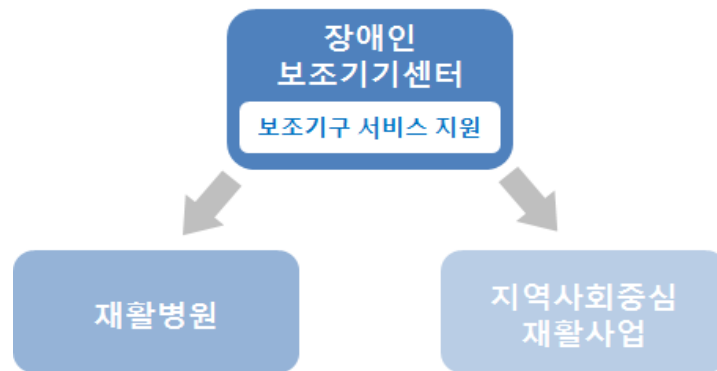 장애인
보조기기센터
보조기구 서비스 지원
재활병원
지역사회중심
재활사업